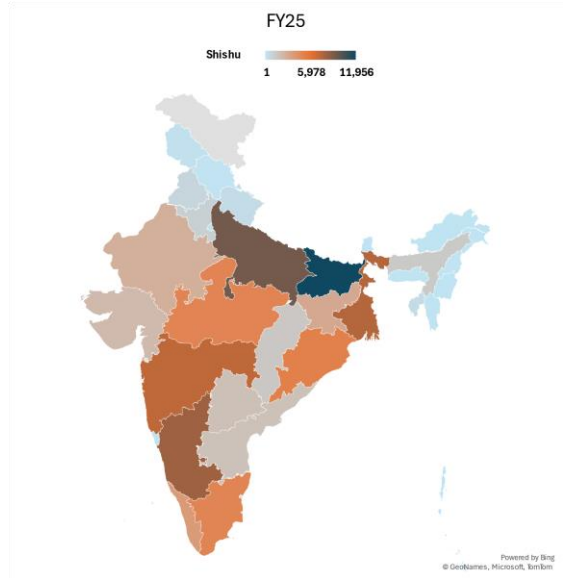 FY25
Shishu
1 5,978 11,956
Powered by Bing
© GeoNames, Microsoft, TomTom